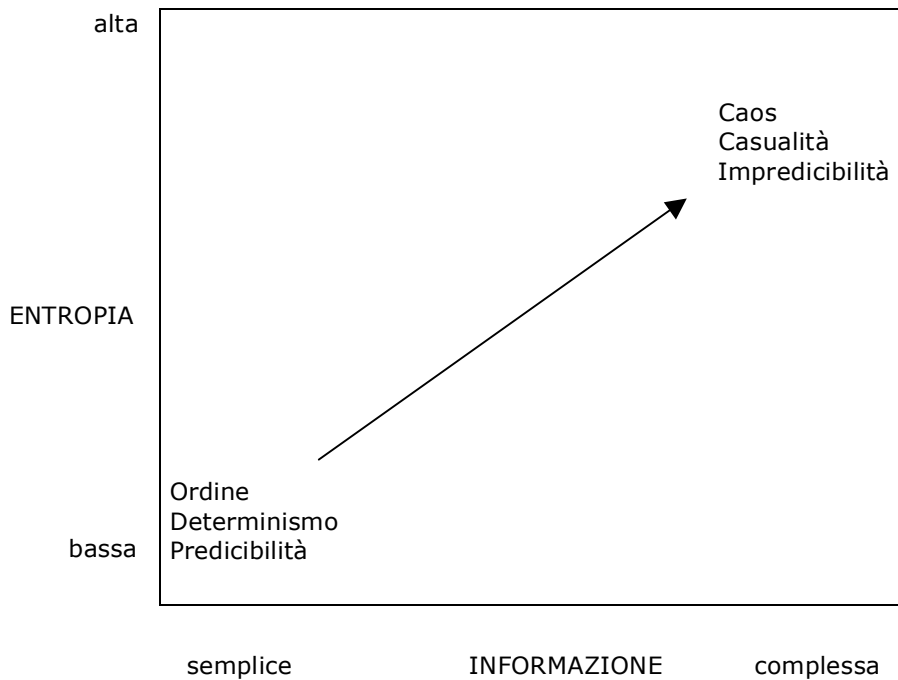 alta
Caos
Casualità
Impredicibilità
ENTROPIA
Ordine
Determinismo
bassa
Predicibilità
semplice
INFORMAZIONE
complessa